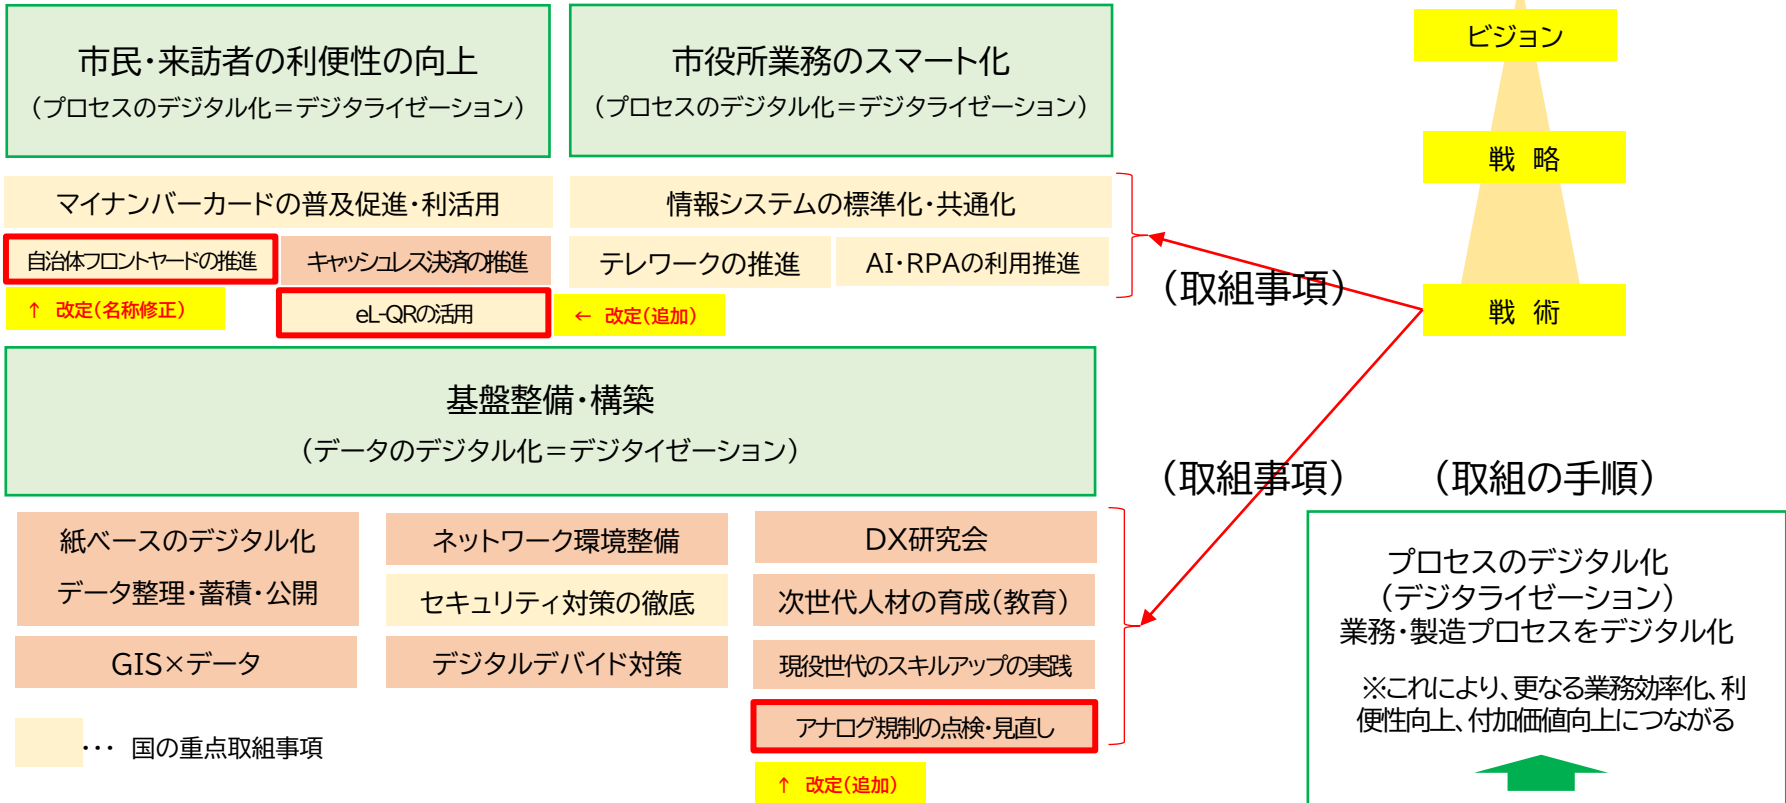 市民・来訪者の利便性の向上
（プロセスのデジタル化＝デジタライゼーション）
市役所業務のスマート化
（プロセスのデジタル化＝デジタライゼーション）
マイナンバーカードの普及促進・利活用
自治体フロントヤードの推進
キャッシュレス決済の推進
↑ 改定（名称修正）
eL-QRの活用
← 改定（追加）
情報システムの標準化・共通化
テレワークの推進
AI・RPAの利用推進
（取組事項）
ビジョン
戦 略
戦 術
基盤整備・構築
（データのデジタル化＝デジタイゼーション）
（取組事項）
紙ベースのデジタル化
データ整理・蓄積・公開
GIS×データ
ネットワーク環境整備
セキュリティ対策の徹底
デジタルデバイド対策
DX研究会
次世代人材の育成（教育）
現役世代のスキルアップの実践
アナログ規制の点検・見直し
↑ 改定（追加）
・・・ 国の重点取組事項
（取組の手順）
プロセスのデジタル化
（デジタライゼーション）
業務・製造プロセスをデジタル化
※これにより、更なる業務効率化、利
便性向上、付加価値向上につながる